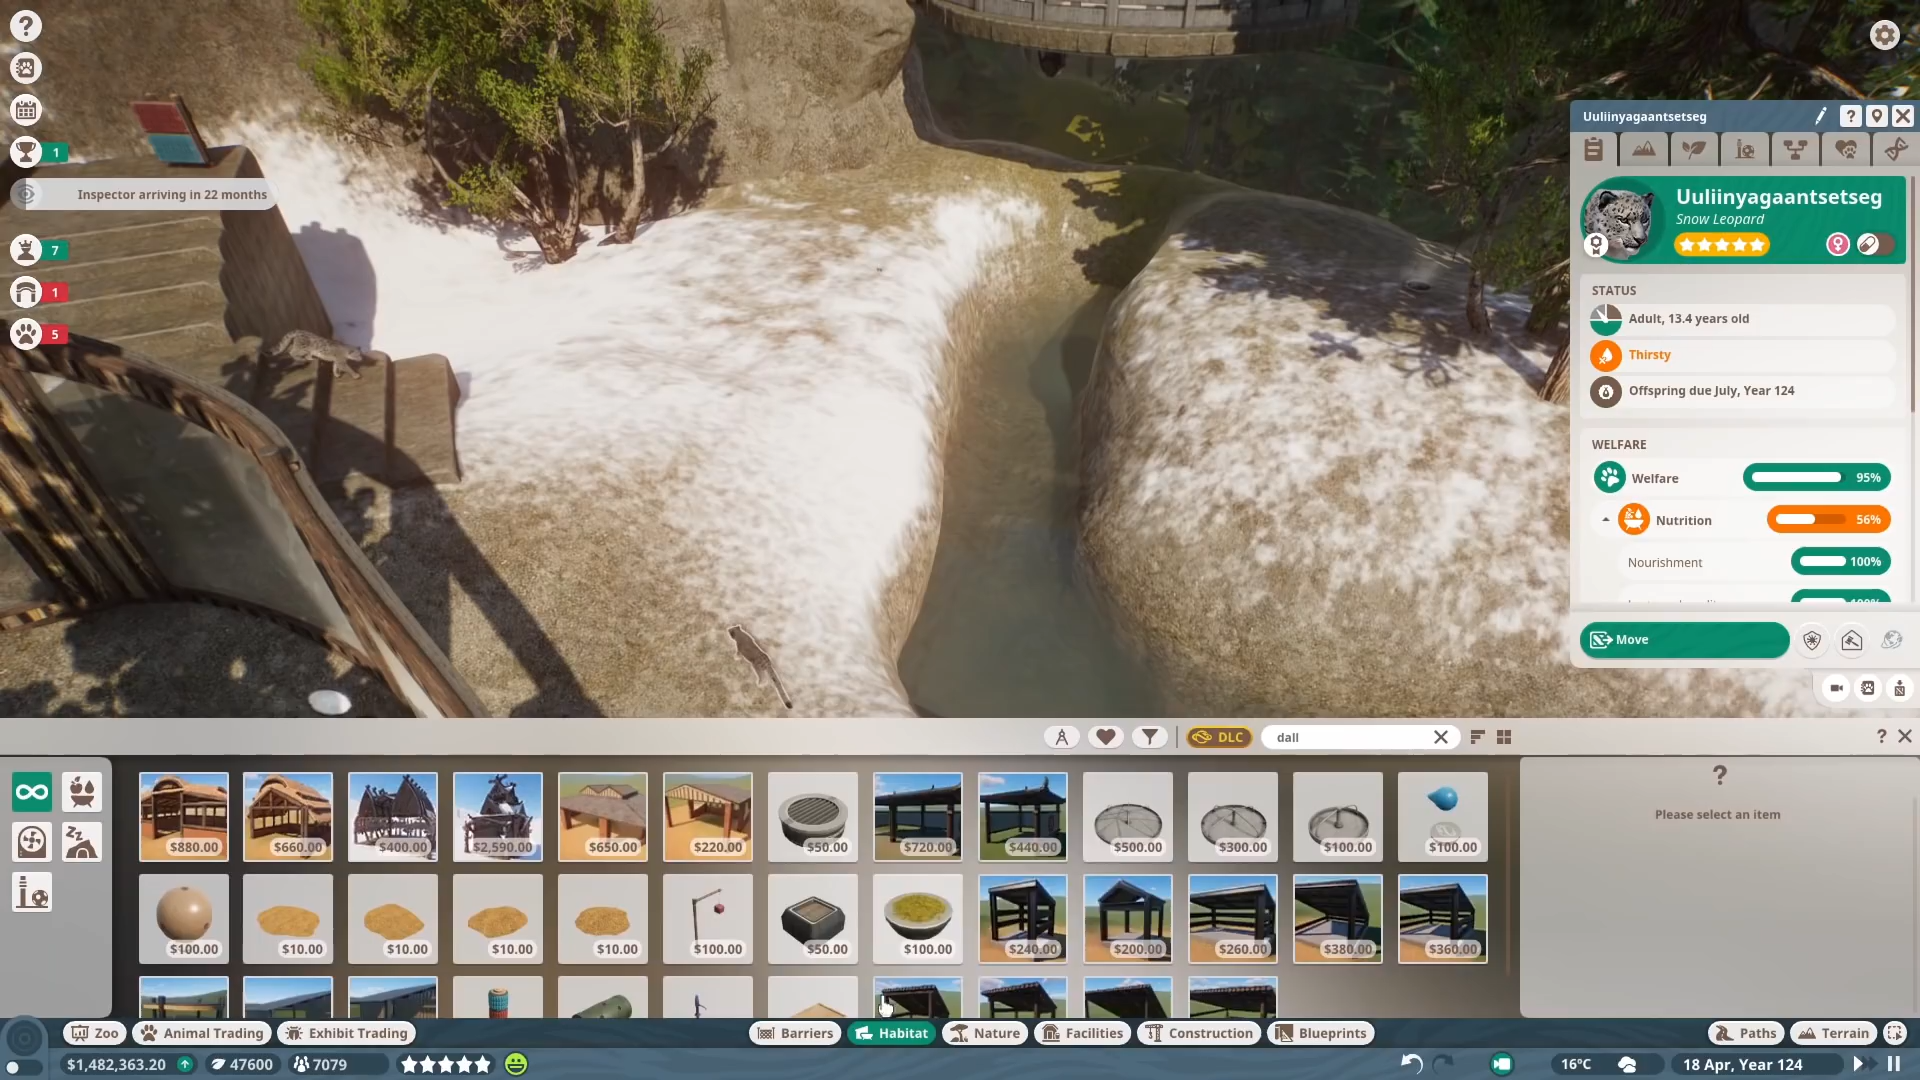 1
Inspector arriving in 22 months
7
1
5
Uuliinyagaantsetseg
?
Uuliinyagaantsetseg
Snow Leopard
STATUS
Adult, 13.4 years old
Thirsty
Offspring due July, Year 124
WELFARE
Welfare 95%
Nutrition 56%
Nourishment 100%
DLC dall
?
$880.00 $660.00 $400.00 $2,590.00 $650.00 $220.00 $50.00 $720.00 $440.00 $500.00 $300.00 $100.00 $100.00
?
Please select an item
$100.00 $10.00 $10.00 $10.00 $10.00 $100.00 $50.00 $100.00 $240.00 $200.00 $260.00 $380.00 $360.00
Move
Zoo Animal Trading Exhibit Trading Barriers Habitat Nature Facilities Construction Blueprints Paths Terrain
$1,482,363.20 47600 7079 16°C 18 Apr, Year 124